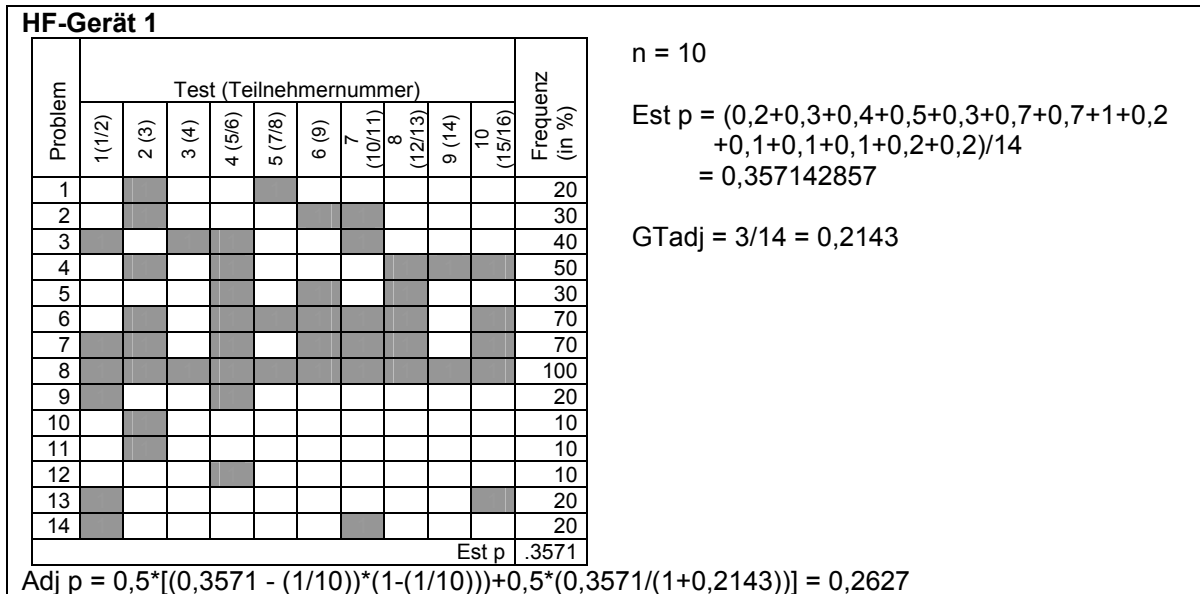 HF-Gerät 1
Problem
Test (Teilnehmernummer)
Frequenz (in %)
1(1/2) 2 (3) 3 (4) 4 (5/6) 5 (7/8) 6 (9) 7 (10/11) 8 (12/13) 9 (14) 10 (15/16)
1 20
2 30
3 40
4 50
5 30
6 70
7 70
8 100
9 20
10 10
11 10
12 10
13 20
14 20
Est p .3571
n = 10
Est p = (0,2+0,3+0,4+0,5+0,3+0,7+0,7+1+0,2
+0,1+0,1+0,1+0,2+0,2)/14
= 0,357142857
GTadj = 3/14 = 0,2143
Adj p = 0,5*[(0,3571 - (1/10))*(1-(1/10)))+0,5*(0,3571/(1+0,2143))] = 0,2627